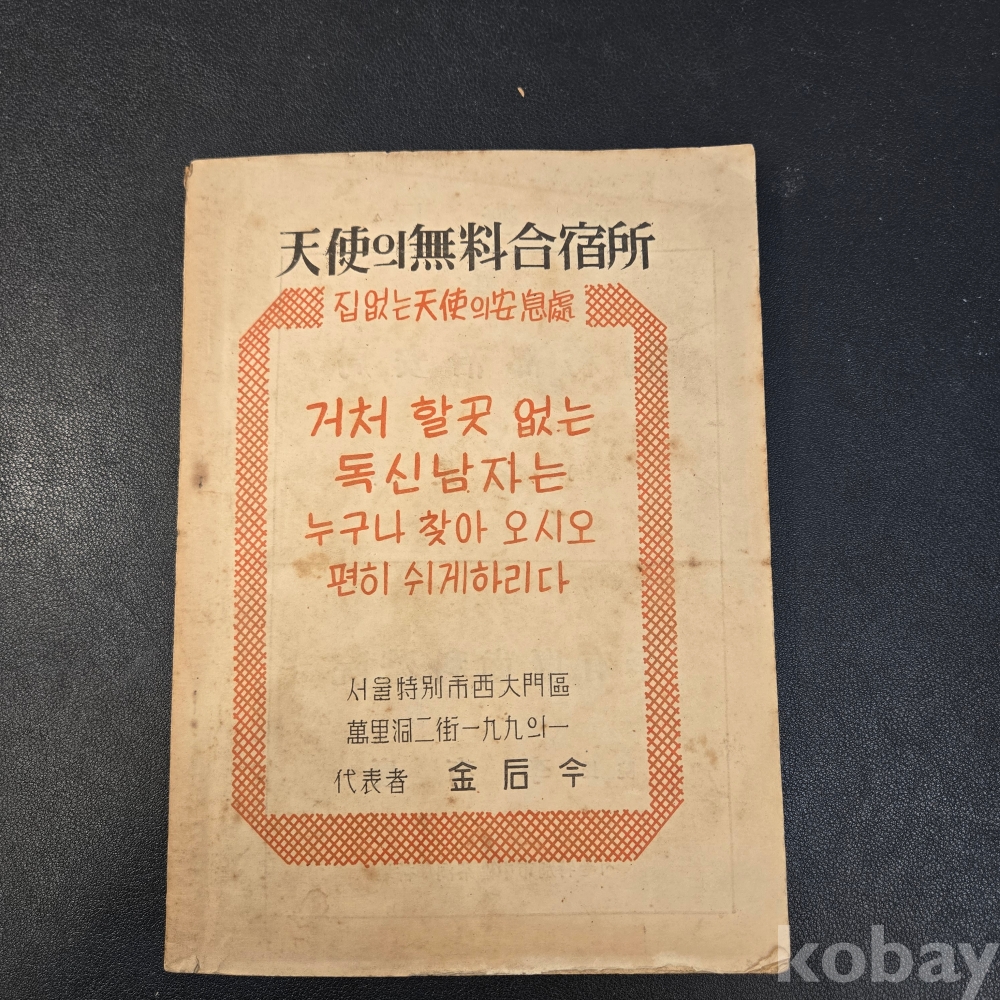 天使의無料合宿所
집없는天使의安息處
거처 할곳 없는
독신남자는
누구나 찾아 오시오
편히 쉬게하리다
서울特別市西大門區
萬里洞二街一九九의一
代表者 金后今
kobay